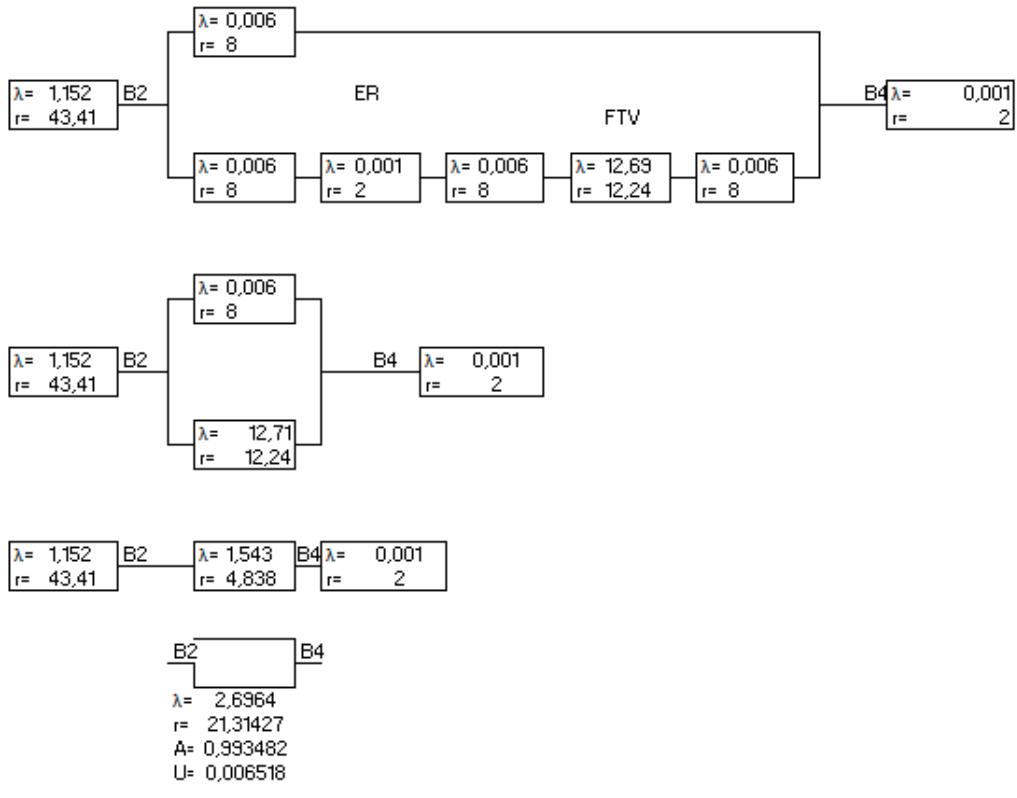 λ= 0,006
r= 8
λ= 1,152
r= 43,41
B2
ER
FTV
B4
λ= 0,001
r= 2
λ= 0,006
r= 8
λ= 0,001
r= 2
λ= 0,006
r= 8
λ= 12,69
r= 12,24
λ= 0,006
r= 8
λ= 0,006
r= 8
λ= 1,152
r= 43,41
B2
B4
λ= 0,001
r= 2
λ= 12,71
r= 12,24
λ= 1,152
r= 43,41
B2
λ= 1,543
r= 4,838
B4
λ= 0,001
r= 2
B2
B4
λ= 2,6964
r= 21,31427
A= 0,993482
U= 0,006518